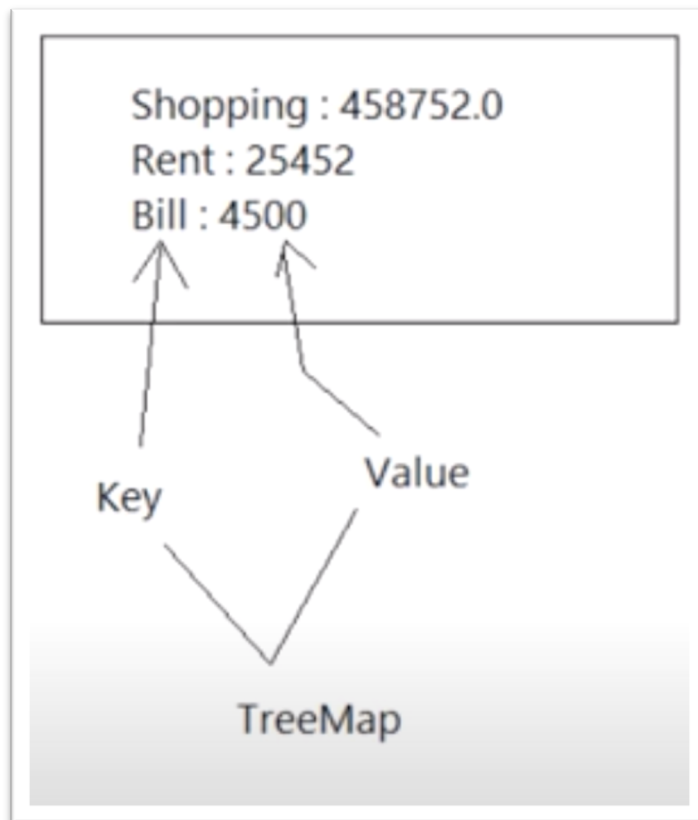 Shopping : 458752.0
Rent : 25452
Bill : 4500
Key
Value
TreeMap